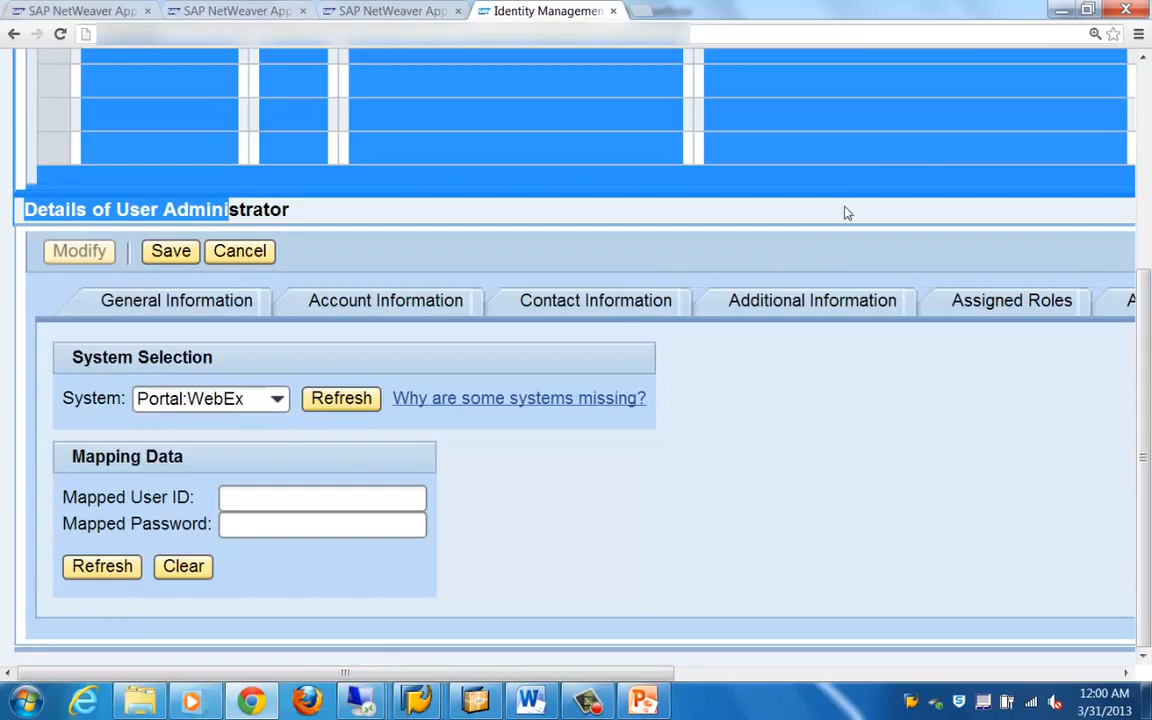 SAP NetWeaver App
SAP NetWeaver App
SAP NetWeaver App
Identity Management
Details of User Administrator
Modify
Save
Cancel
General Information
Account Information
Contact Information
Additional Information
Assigned Roles
System Selection
System:
Portal:WebEx
Refresh
Why are some systems missing?
Mapping Data
Mapped User ID:
Mapped Password:
Refresh
Clear
12:00 AM
3/31/2013